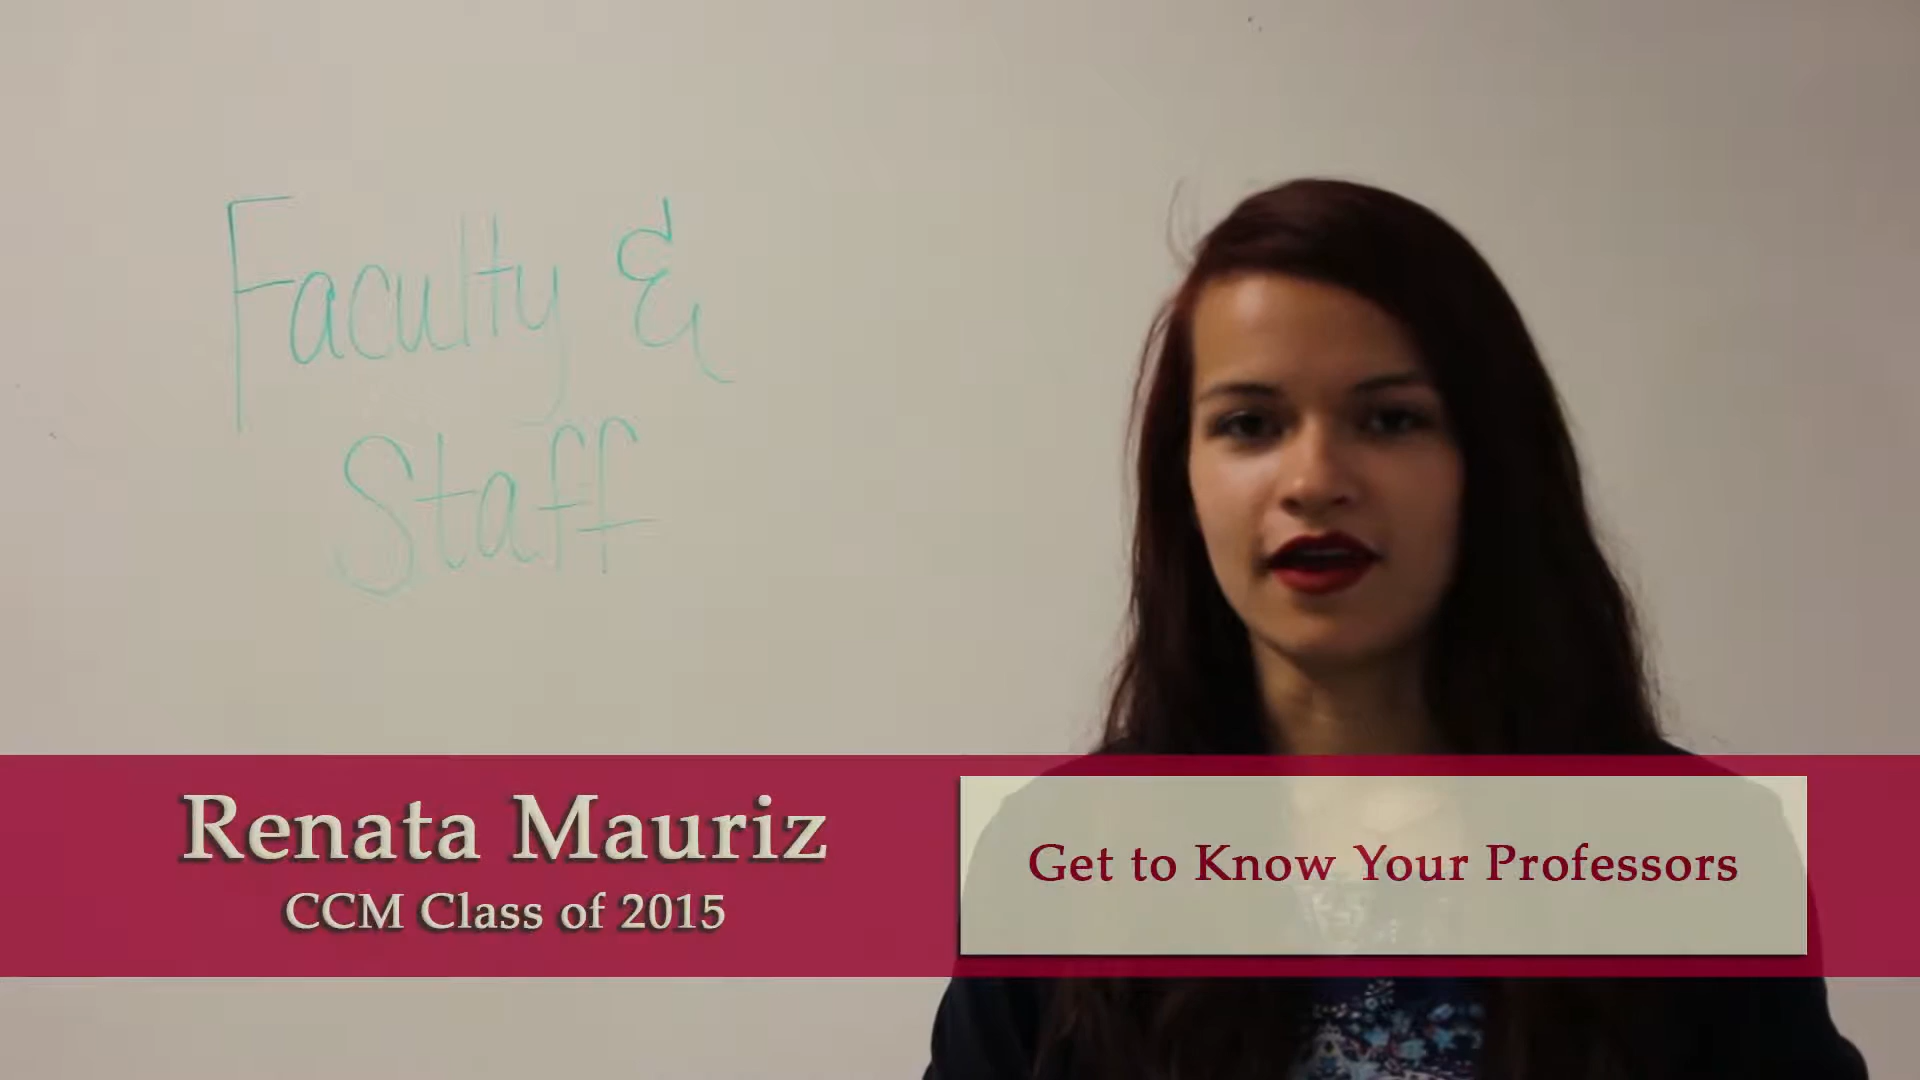 Faculty &
Staff
Renata Mauriz
CCM Class of 2015
Get to Know Your Professors